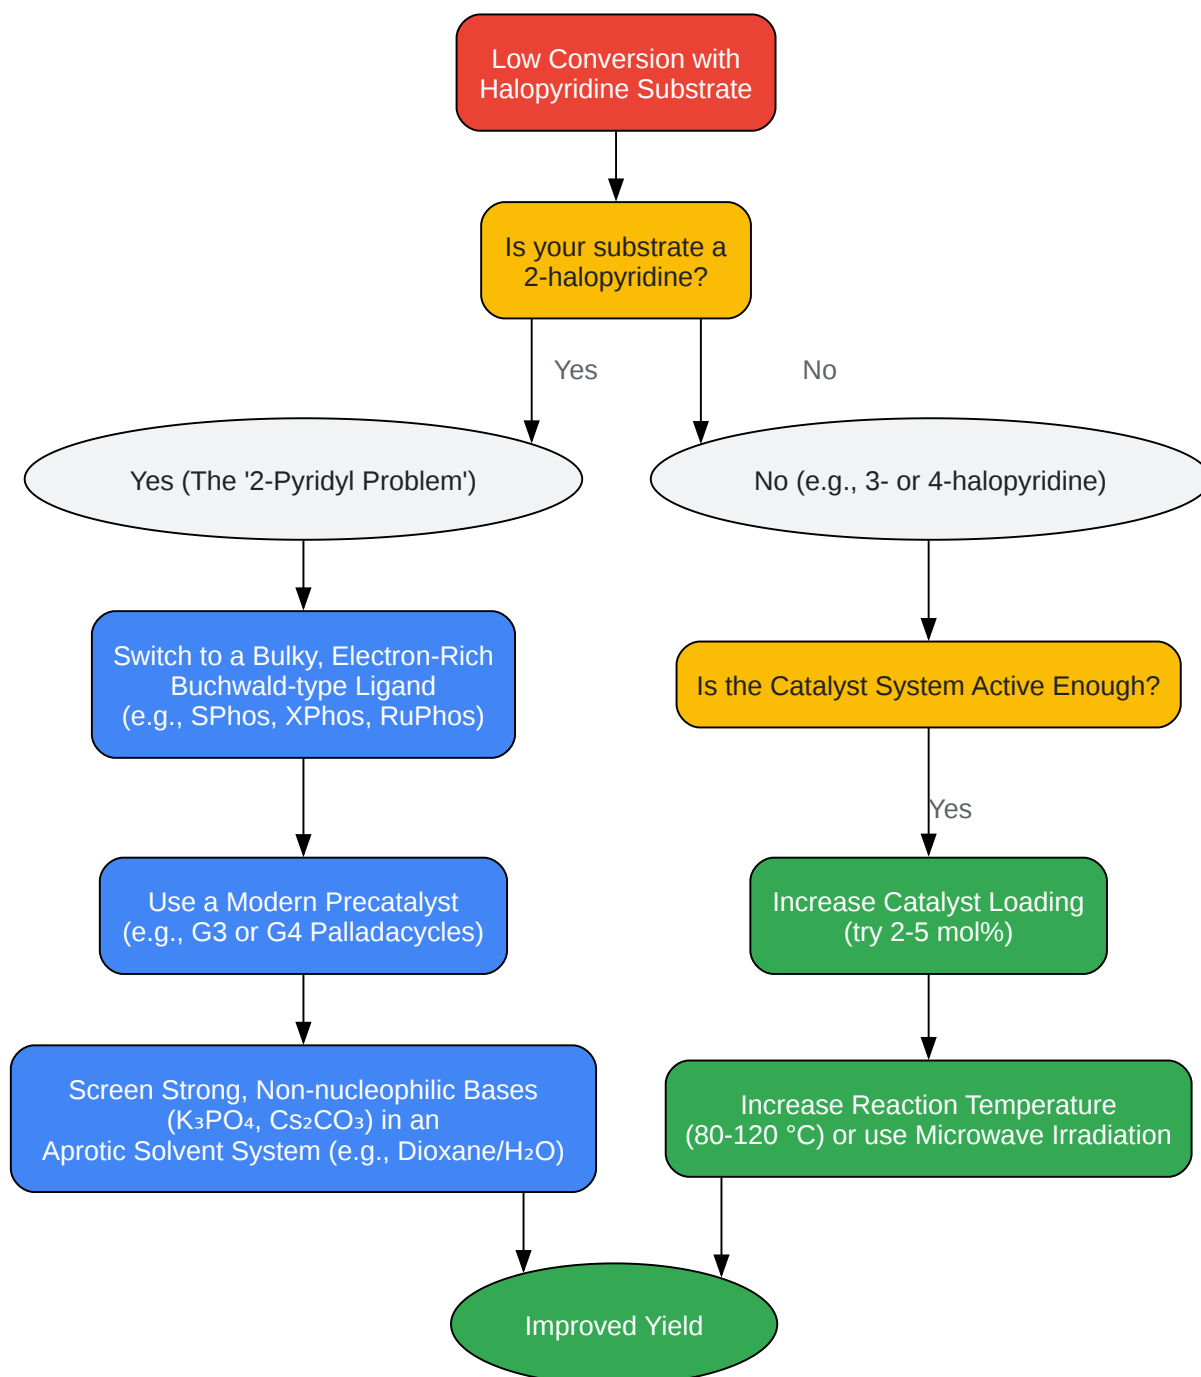 Low Conversion with
Halopyridine Substrate
Is your substrate a
2-halopyridine?
Yes
No
Yes (The '2-Pyridyl Problem')
No (e.g., 3- or 4-halopyridine)
Switch to a Bulky, Electron-Rich
Buchwald-type Ligand
(e.g., SPhos, XPhos, RuPhos)
Is the Catalyst System Active Enough?
Yes
Use a Modern Precatalyst
(e.g., G3 or G4 Palladacycles)
Increase Catalyst Loading
(try 2-5 mol%)
Screen Strong, Non-nucleophilic Bases
(K₃PO₄, Cs₂CO₃) in an
Aprotic Solvent System (e.g., Dioxane/H₂O)
Increase Reaction Temperature
(80-120 °C) or use Microwave Irradiation
Improved Yield